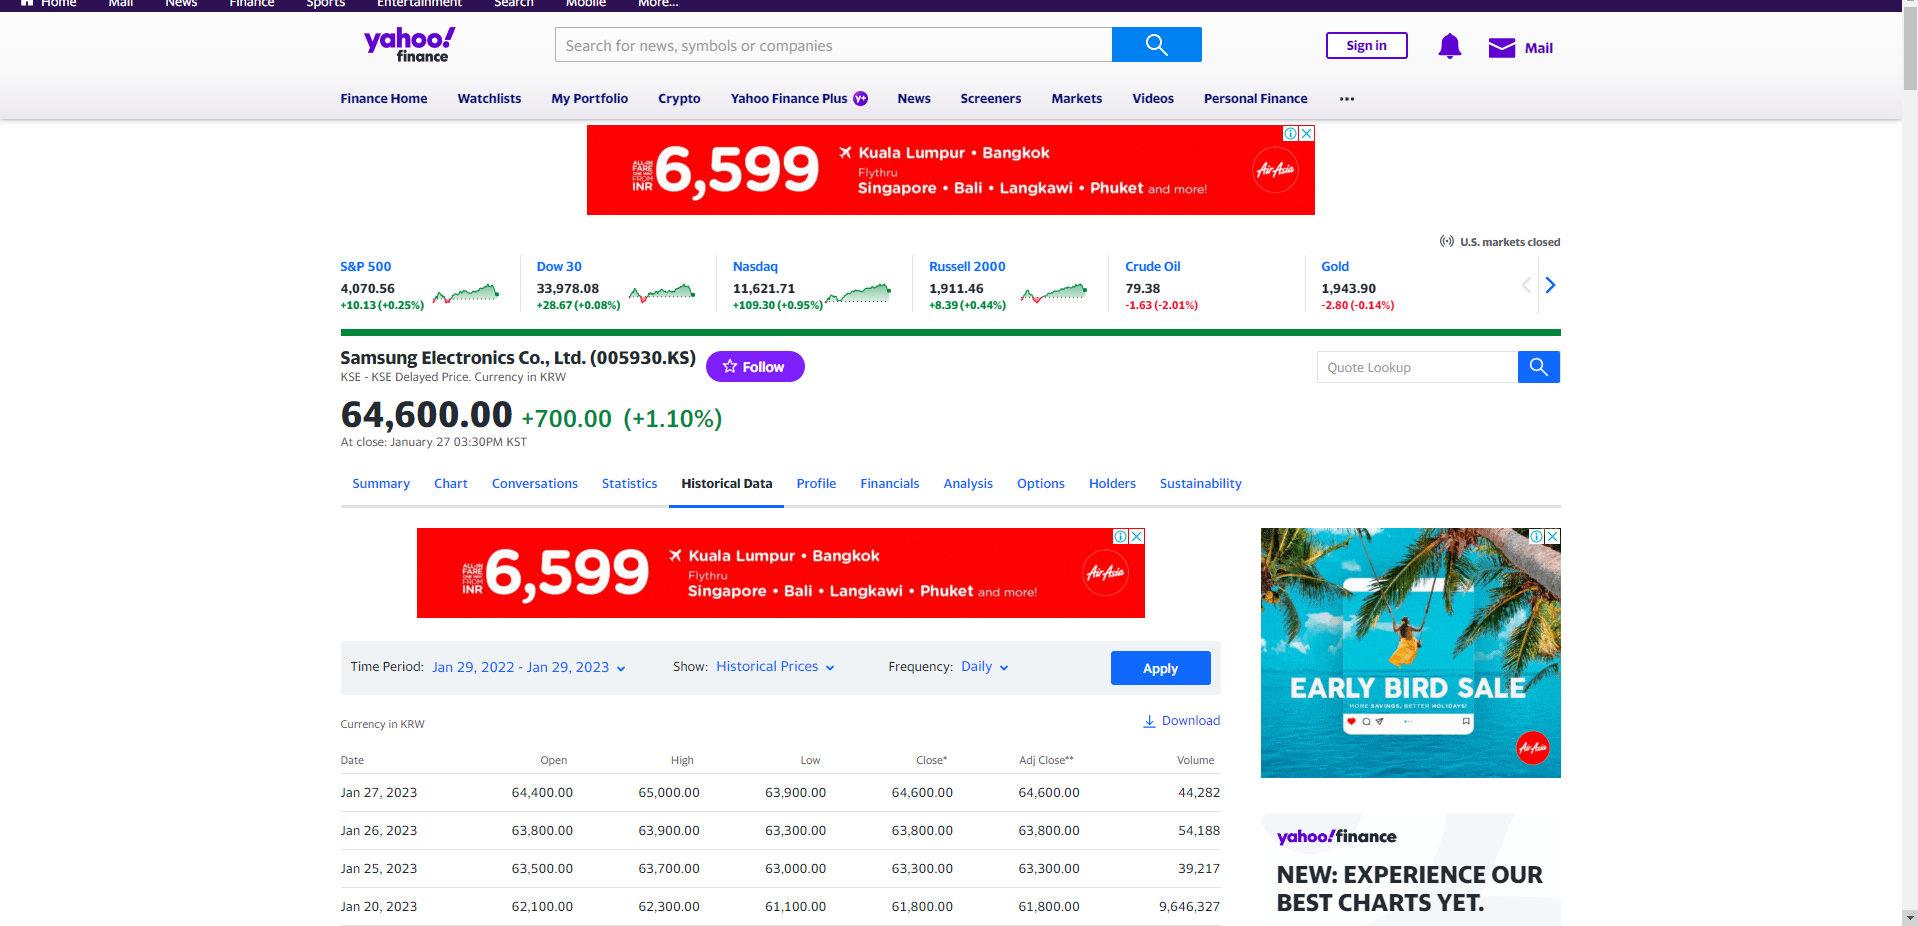 Home Mail News Finance Sports Entertainment Search Mobile More...
yahoo!
finance
Search for news, symbols or companies
Sign in
Mail
Finance Home Watchlists My Portfolio Crypto Yahoo Finance Plus Y+ News Screeners Markets Videos Personal Finance ...
ALL-IN FARE ONE WAY FROM INR 6,599
Kuala Lumpur • Bangkok
Flythru
Singapore • Bali • Langkawi • Phuket and more!
AirAsia
U.S. markets closed
S&P 500 Dow 30 Nasdaq Russell 2000 Crude Oil Gold
4,070.56 33,978.08 11,621.71 1,911.46 79.38 1,943.90
+10.13 (+0.25%) +28.67 (+0.08%) +109.30 (+0.95%) +8.39 (+0.44%) -1.63 (-2.01%) -2.80 (-0.14%)
Samsung Electronics Co., Ltd. (005930.KS) Follow
KSE - KSE Delayed Price. Currency in KRW
Quote Lookup
64,600.00 +700.00 (+1.10%)
At close: January 27 03:30PM KST
Summary Chart Conversations Statistics Historical Data Profile Financials Analysis Options Holders Sustainability
ALL-IN FARE ONE WAY FROM INR 6,599
Kuala Lumpur • Bangkok
Flythru
Singapore • Bali • Langkawi • Phuket and more!
AirAsia
EARLY BIRD SALE
MORE SAVINGS, BETTER HOLIDAYS!
AirAsia
Time Period: Jan 29, 2022 - Jan 29, 2023 Show: Historical Prices Frequency: Daily Apply
Currency in KRW Download
Date Open High Low Close* Adj Close** Volume
Jan 27, 2023 64,400.00 65,000.00 63,900.00 64,600.00 64,600.00 44,282
Jan 26, 2023 63,800.00 63,900.00 63,300.00 63,800.00 63,800.00 54,188
Jan 25, 2023 63,500.00 63,700.00 63,000.00 63,300.00 63,300.00 39,217
Jan 20, 2023 62,100.00 62,300.00 61,100.00 61,800.00 61,800.00 9,646,327
yahoo!finance
NEW: EXPERIENCE OUR
BEST CHARTS YET.